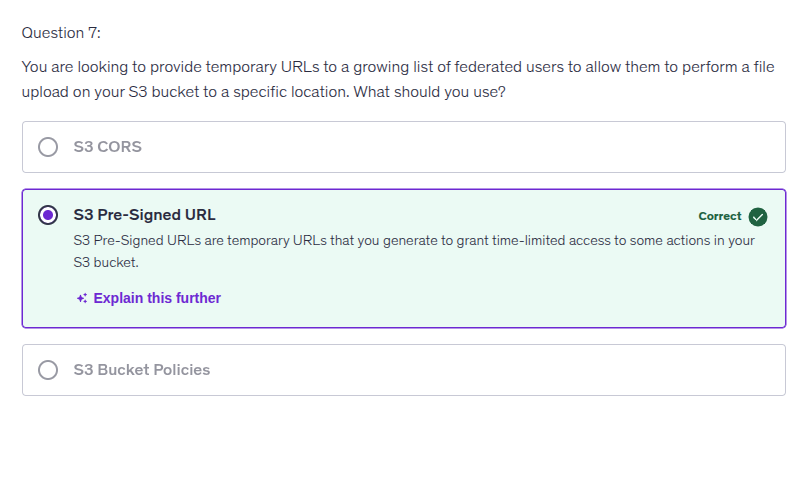 Question 7:
You are looking to provide temporary URLs to a growing list of federated users to allow them to perform a file
upload on your S3 bucket to a specific location. What should you use?
S3 CORS
S3 Pre-Signed URL
Correct
S3 Pre-Signed URLs are temporary URLs that you generate to grant time-limited access to some actions in your
S3 bucket.
Explain this further
S3 Bucket Policies